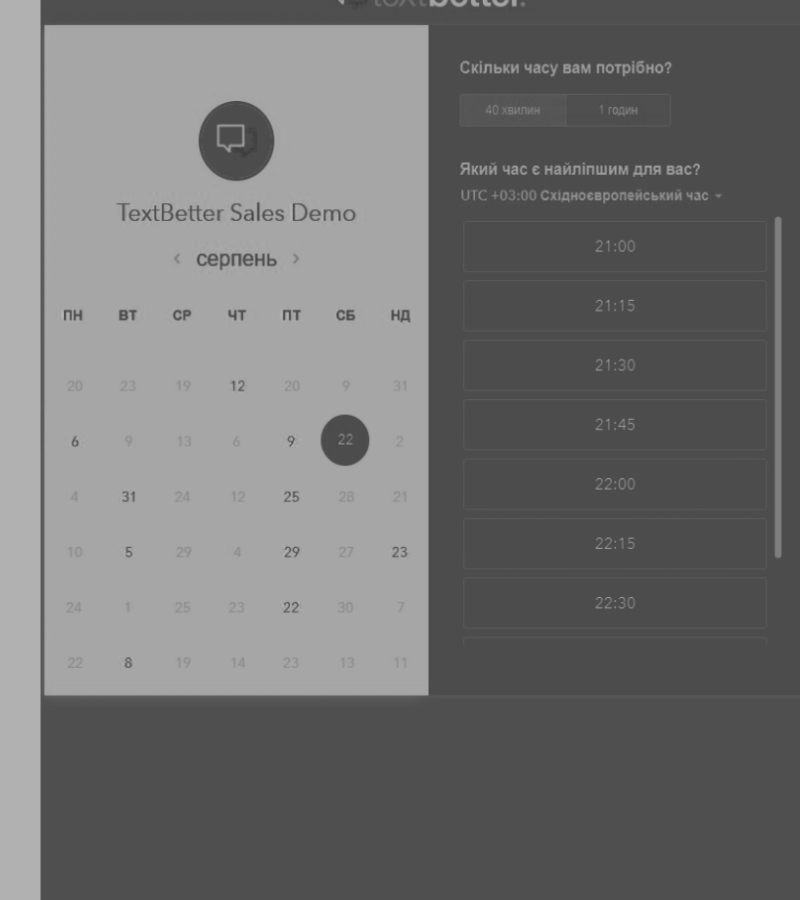 textbetter.
TextBetter Sales Demo
‹ серпень ›
ПН ВТ СР ЧТ ПТ СБ НД
20 23 19 12 20 9 31
6 9 13 6 9 22 2
4 31 24 12 25 28 21
10 5 29 4 29 27 23
24 1 25 23 22 30 7
22 8 19 14 23 13 11
Скільки часу вам потрібно?
40 хвилин 1 годин
Який час є найліпшим для вас?
UTC +03:00 Східноєвропейський час
21:00
21:15
21:30
21:45
22:00
22:15
22:30